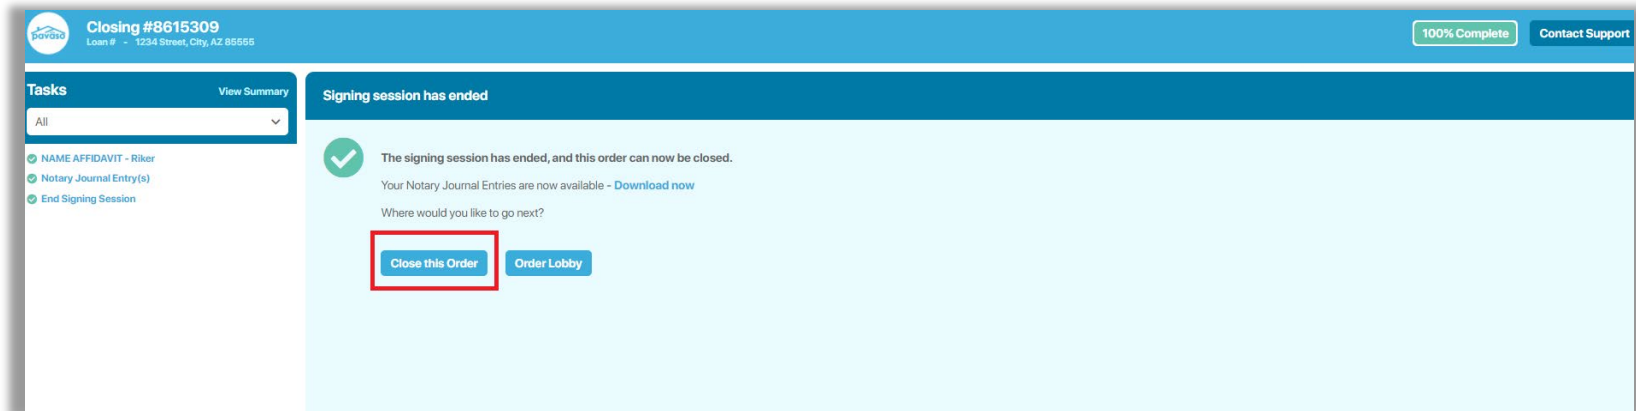 pavaso
Closing #8615309
Loan # - 1234 Street, City, AZ 85555
100% Complete
Contact Support
Tasks
View Summary
All
NAME AFFIDAVIT - Riker
Notary Journal Entry(s)
End Signing Session
Signing session has ended
The signing session has ended, and this order can now be closed.
Your Notary Journal Entries are now available - Download now
Where would you like to go next?
Close this Order
Order Lobby